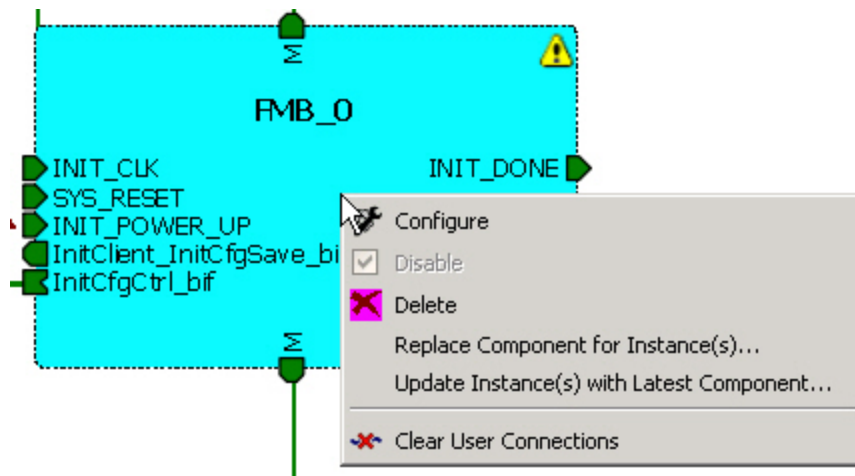 M
FMB_0
INIT_CLK
INIT_DONE
SYS_RESET
INIT_POWER_UP
InitClient_InitCfgSave_bi
InitCfgCtrl_bif
M
Configure
Disable
Delete
Replace Component for Instance(s)...
Update Instance(s) with Latest Component...
Clear User Connections